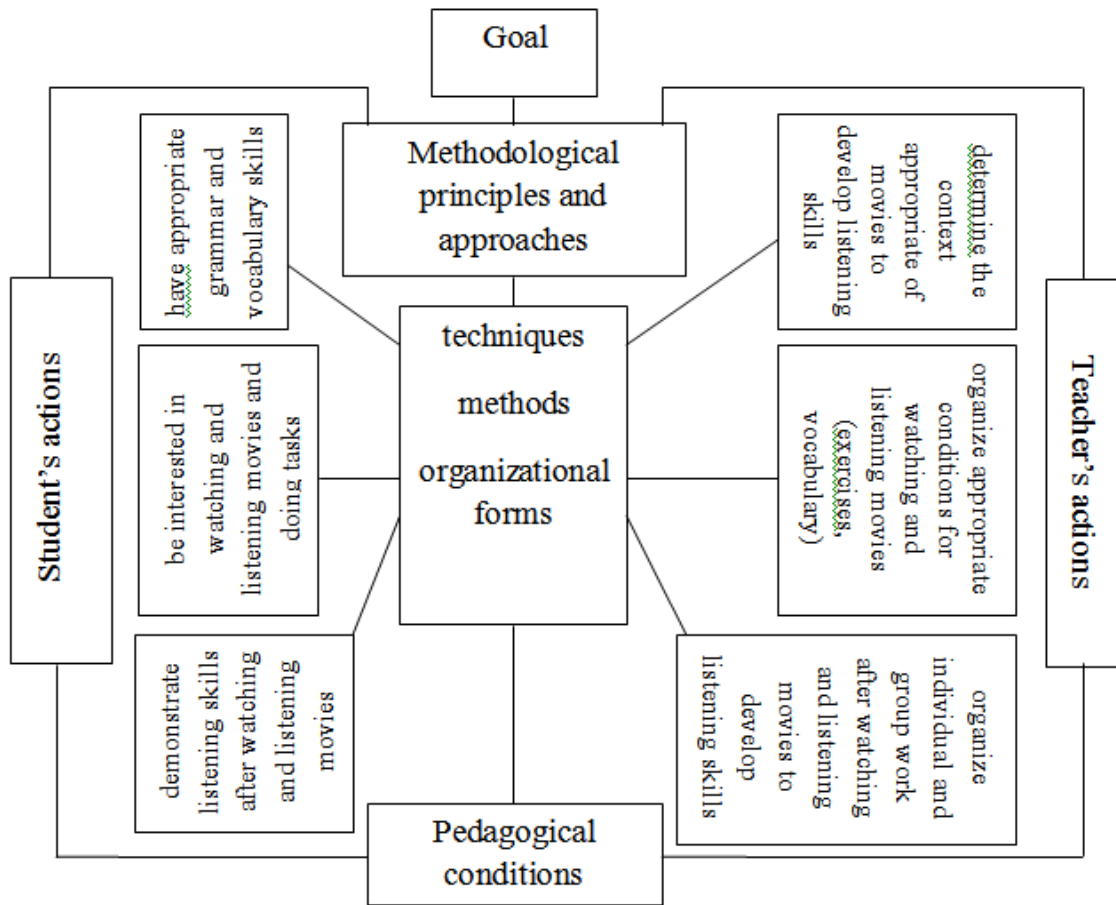 Goal
Methodological
principles and
approaches
techniques
methods
organizational
forms
Pedagogical
conditions
Student’s actions
have appropriate
grammar and
vocabulary skills
be interested in
watching and
listening movies and
doing tasks
demonstrate
listening skills
after watching
and listening
movies
Teacher’s actions
determine the
context
appropriate of
movies to
develop listening
skills
organize appropriate
conditions for
watching and
listening movies
(exercises,
vocabulary)
organize
individual and
group work
after watching
and listening
movies to
develop
listening skills